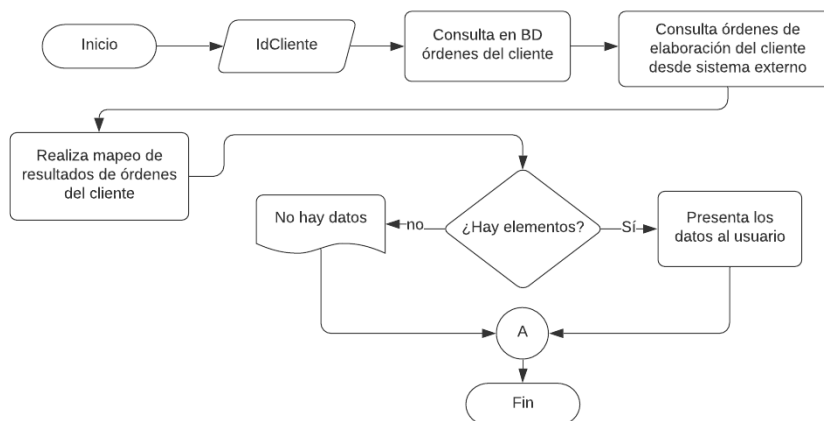 Inicio
IdCliente
Consulta en BD
órdenes del cliente
Consulta órdenes de
elaboración del cliente
desde sistema externo
Realiza mapeo de
resultados de órdenes
del cliente
No hay datos
no
¿Hay elementos?
Sí
Presenta los
datos al usuario
A
Fin